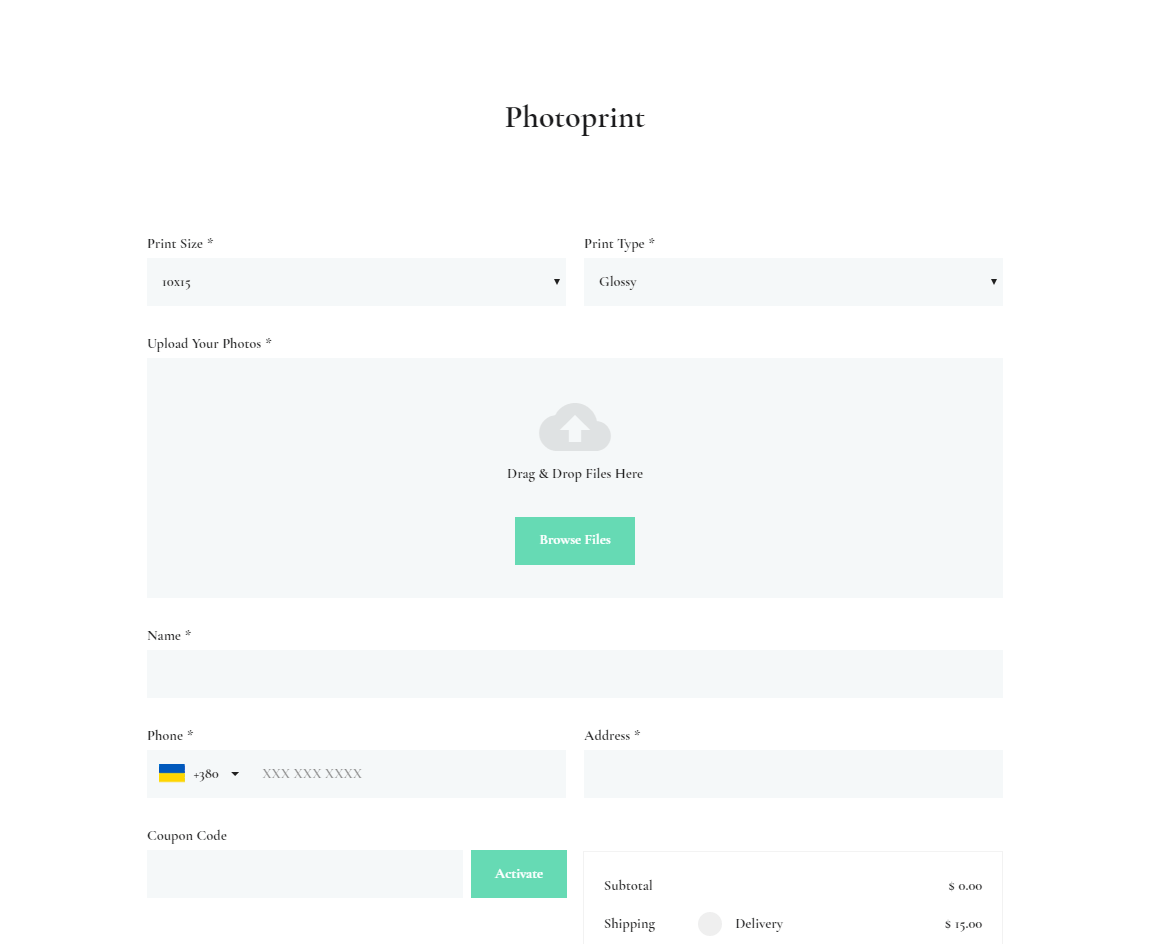 Photoprint
Print Size *
Print Type *
10x15
Glossy
Upload Your Photos *
Drag & Drop Files Here
Browse Files
Name *
Phone *
Address *
+380
XXX XXX XXXX
Coupon Code
Activate
Subtotal
$ 0.00
Shipping
Delivery
$ 15.00